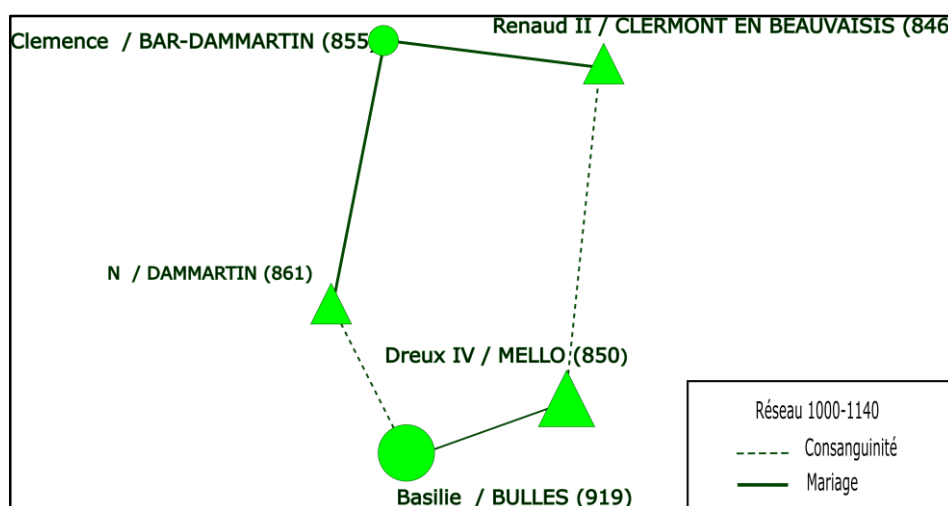 Renaud II / CLERMONT EN BEAUVAISIS (846
Clemence / BAR-DAMMARTIN (855)
N / DAMMARTIN (861)
Dreux IV / MELLO (850)
Basilie / BULLES (919)
Réseau 1000-1140
Consanguinité
Mariage